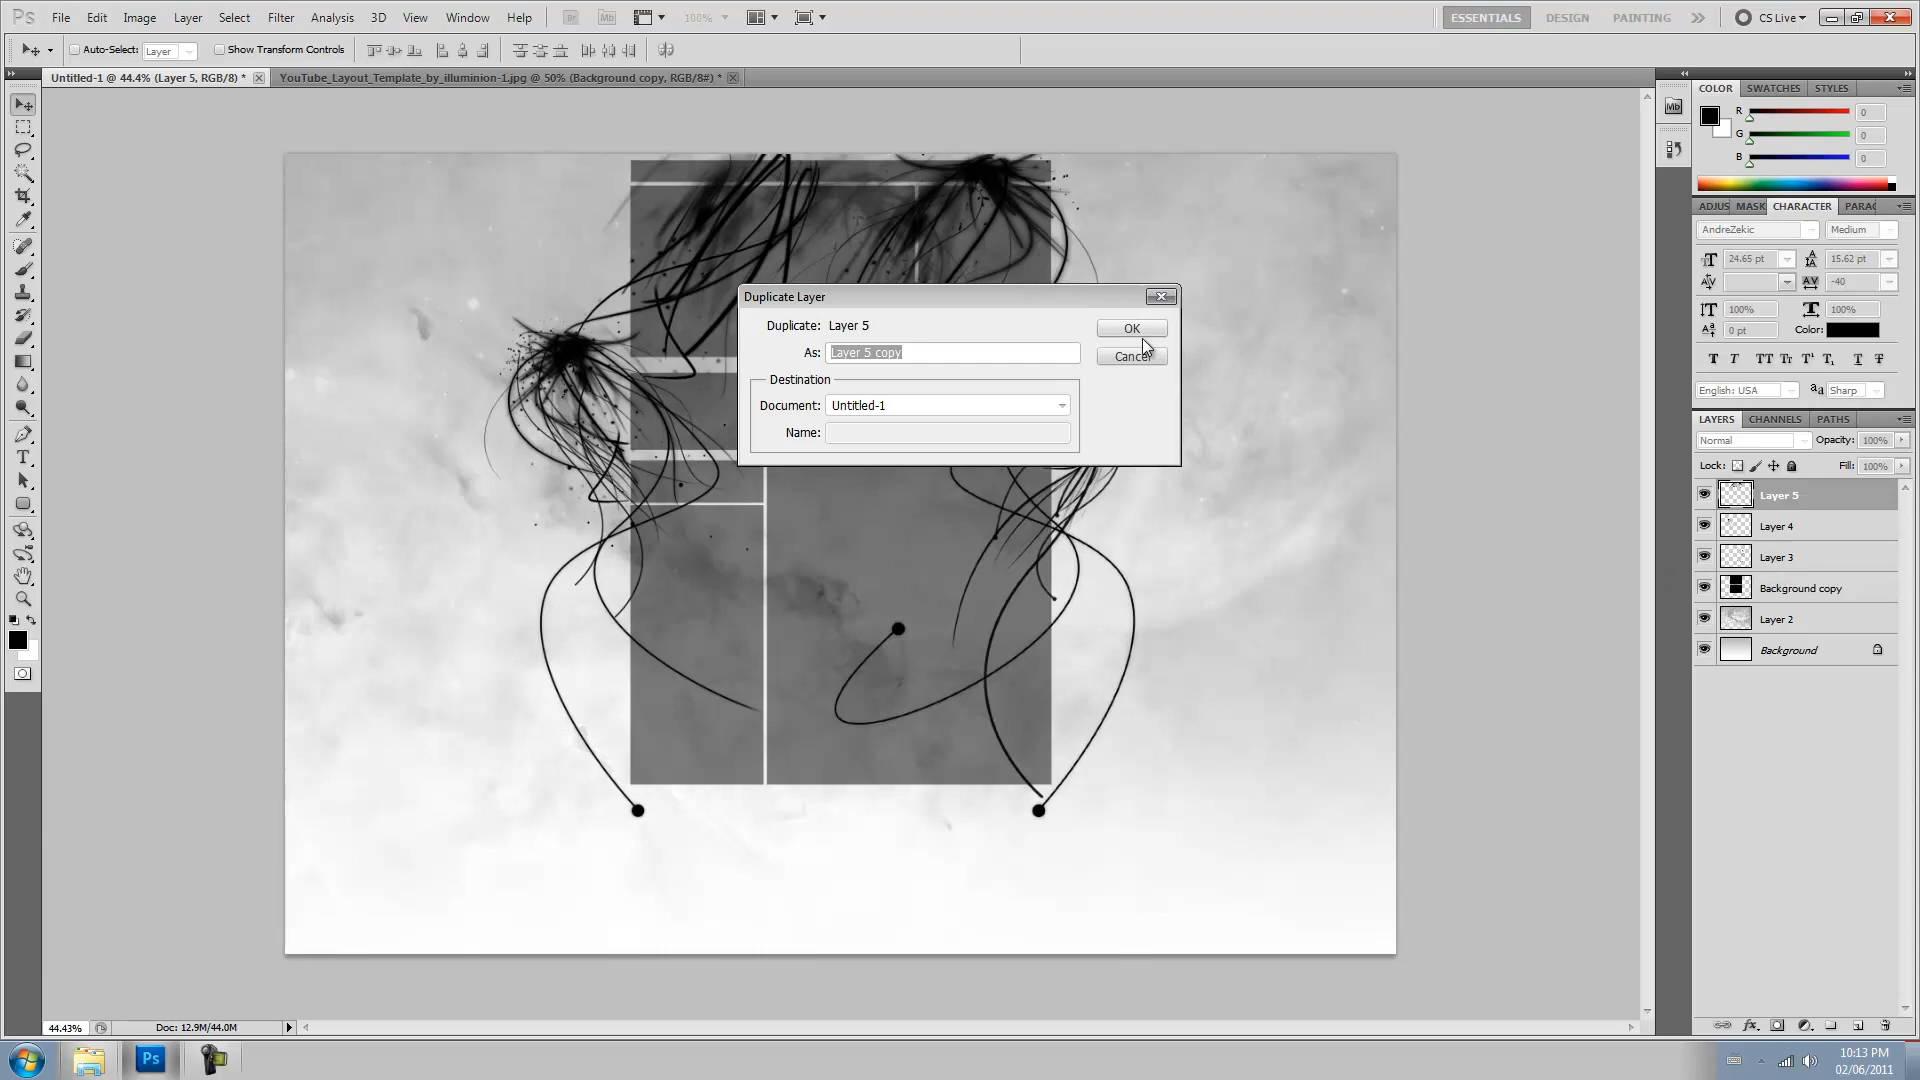 Ps File Edit Image Layer Select Filter Analysis 3D View Window Help Br Mb 100% ESSENTIALS DESIGN PAINTING CS Live
Auto-Select: Layer Show Transform Controls
Untitled-1 @ 44.4% (Layer 5, RGB/8) * YouTube_Layout_Template_by_illuminion-1.jpg @ 50% (Background copy, RGB/8#) *
COLOR SWATCHES STYLES
R 0
G 0
B 0
Mb
ADJUS MASK CHARACTER PARAG
AndreZekic Medium
24.65 pt 15.62 pt
-40
100% 100%
0 pt Color:
English: USA Sharp
LAYERS CHANNELS PATHS
Normal Opacity: 100%
Lock: Fill: 100%
Layer 5
Layer 4
Layer 3
Background copy
Layer 2
Background
Duplicate Layer
Duplicate: Layer 5
OK
As: Layer 5 copy
Cancel
Destination
Document: Untitled-1
Name:
44.43% Doc: 12.9M/44.0M
Ps
10:13 PM
02/06/2011